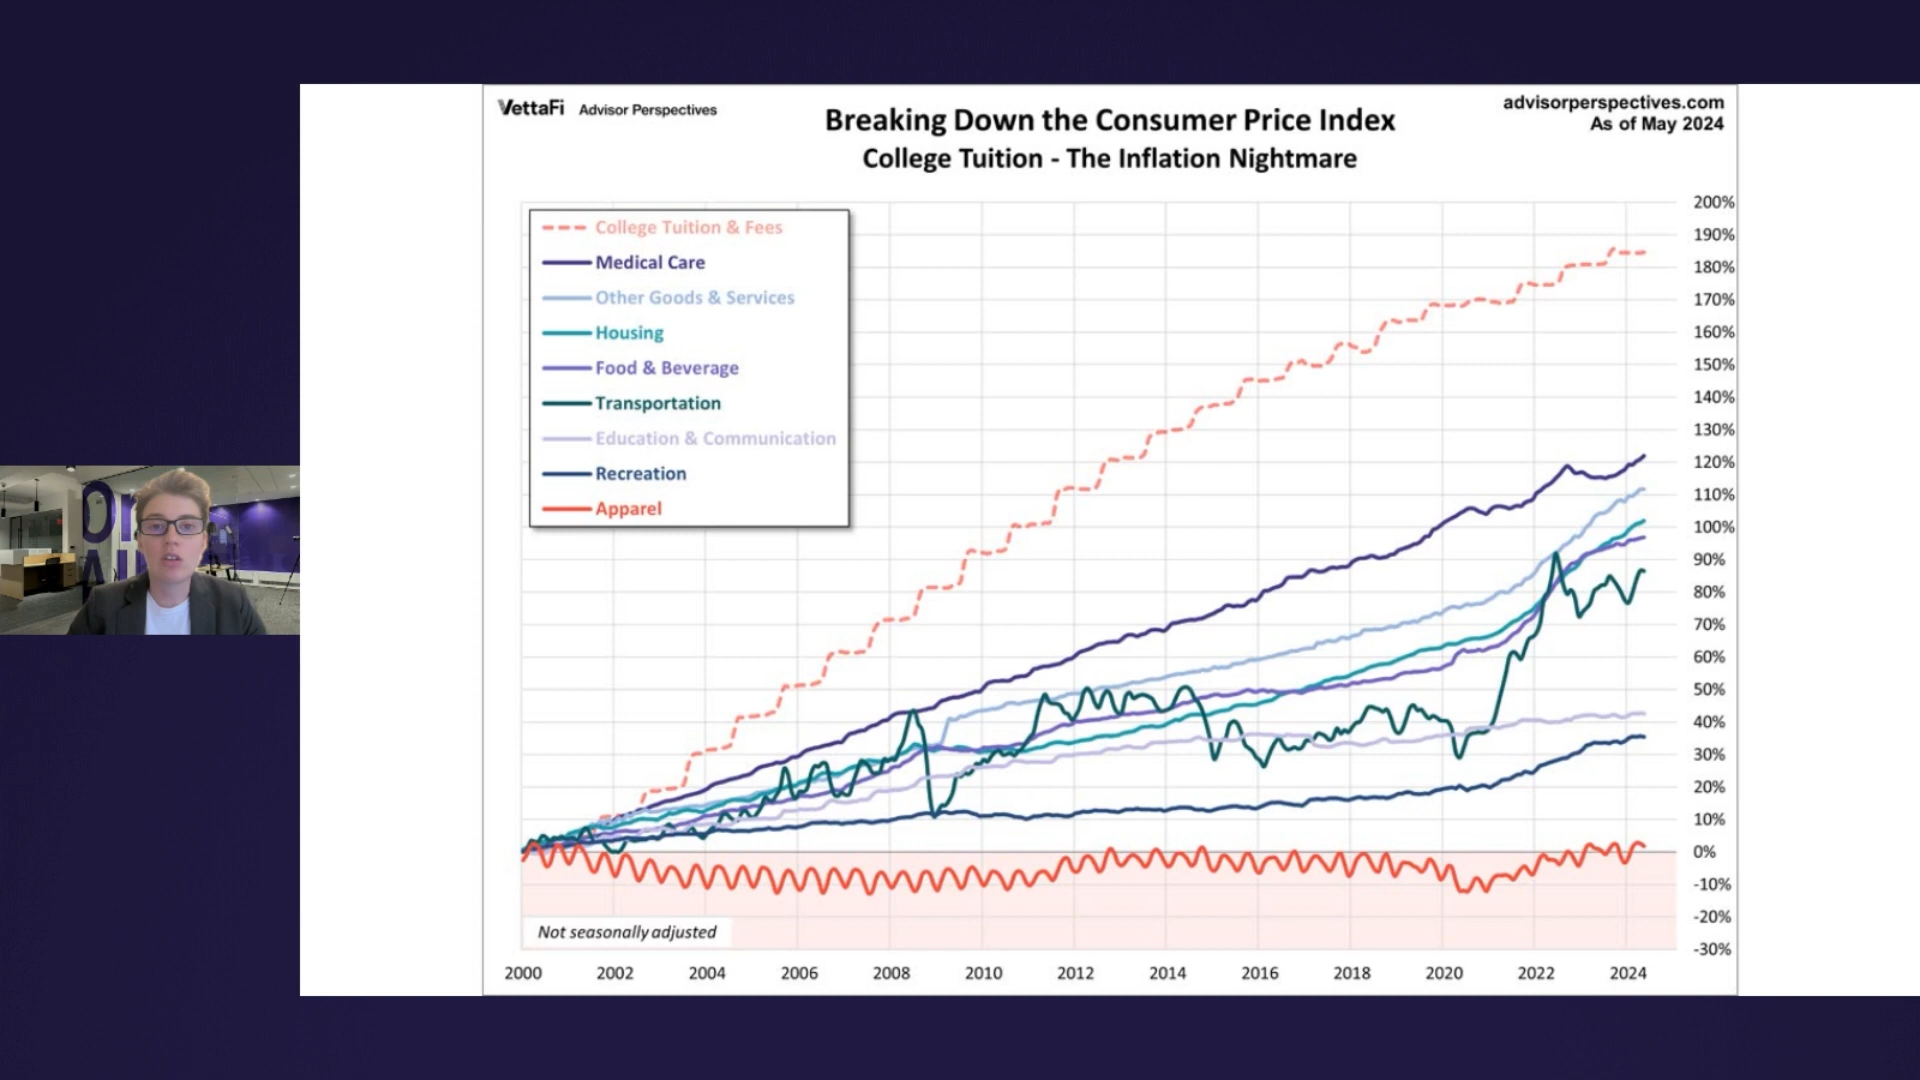 VettaFi Advisor Perspectives
Breaking Down the Consumer Price Index
College Tuition - The Inflation Nightmare
advisorperspectives.com
As of May 2024
College Tuition & Fees
Medical Care
Other Goods & Services
Housing
Food & Beverage
Transportation
Education & Communication
Recreation
Apparel
200%
190%
180%
170%
160%
150%
140%
130%
120%
110%
100%
90%
80%
70%
60%
50%
40%
30%
20%
10%
0%
-10%
-20%
-30%
Not seasonally adjusted
2000 2002 2004 2006 2008 2010 2012 2014 2016 2018 2020 2022 2024